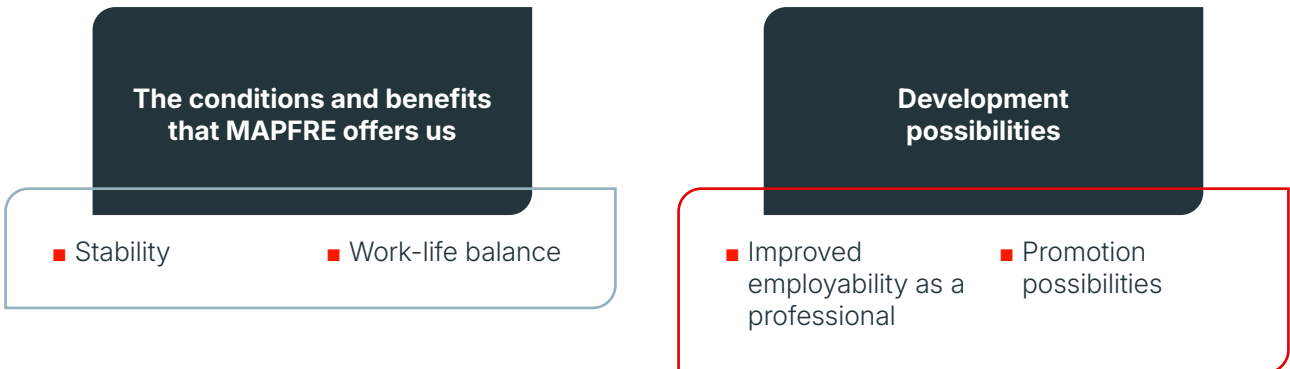 The conditions and benefits
that MAPFRE offers us
Stability
Work-life balance
Development
possibilities
Improved
employability as a
professional
Promotion
possibilities